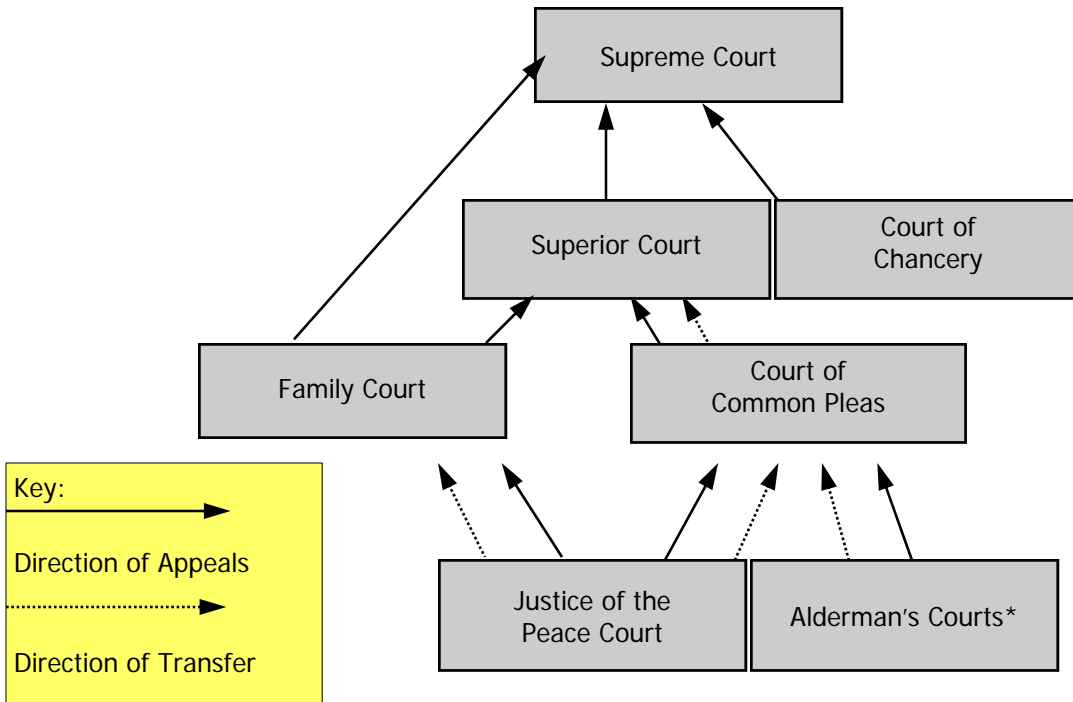 Supreme Court
Superior Court
Court of
Chancery
Family Court
Court of
Common Pleas
Key:
Direction of Appeals
Direction of Transfer
Justice of the
Peace Court
Alderman's Courts*